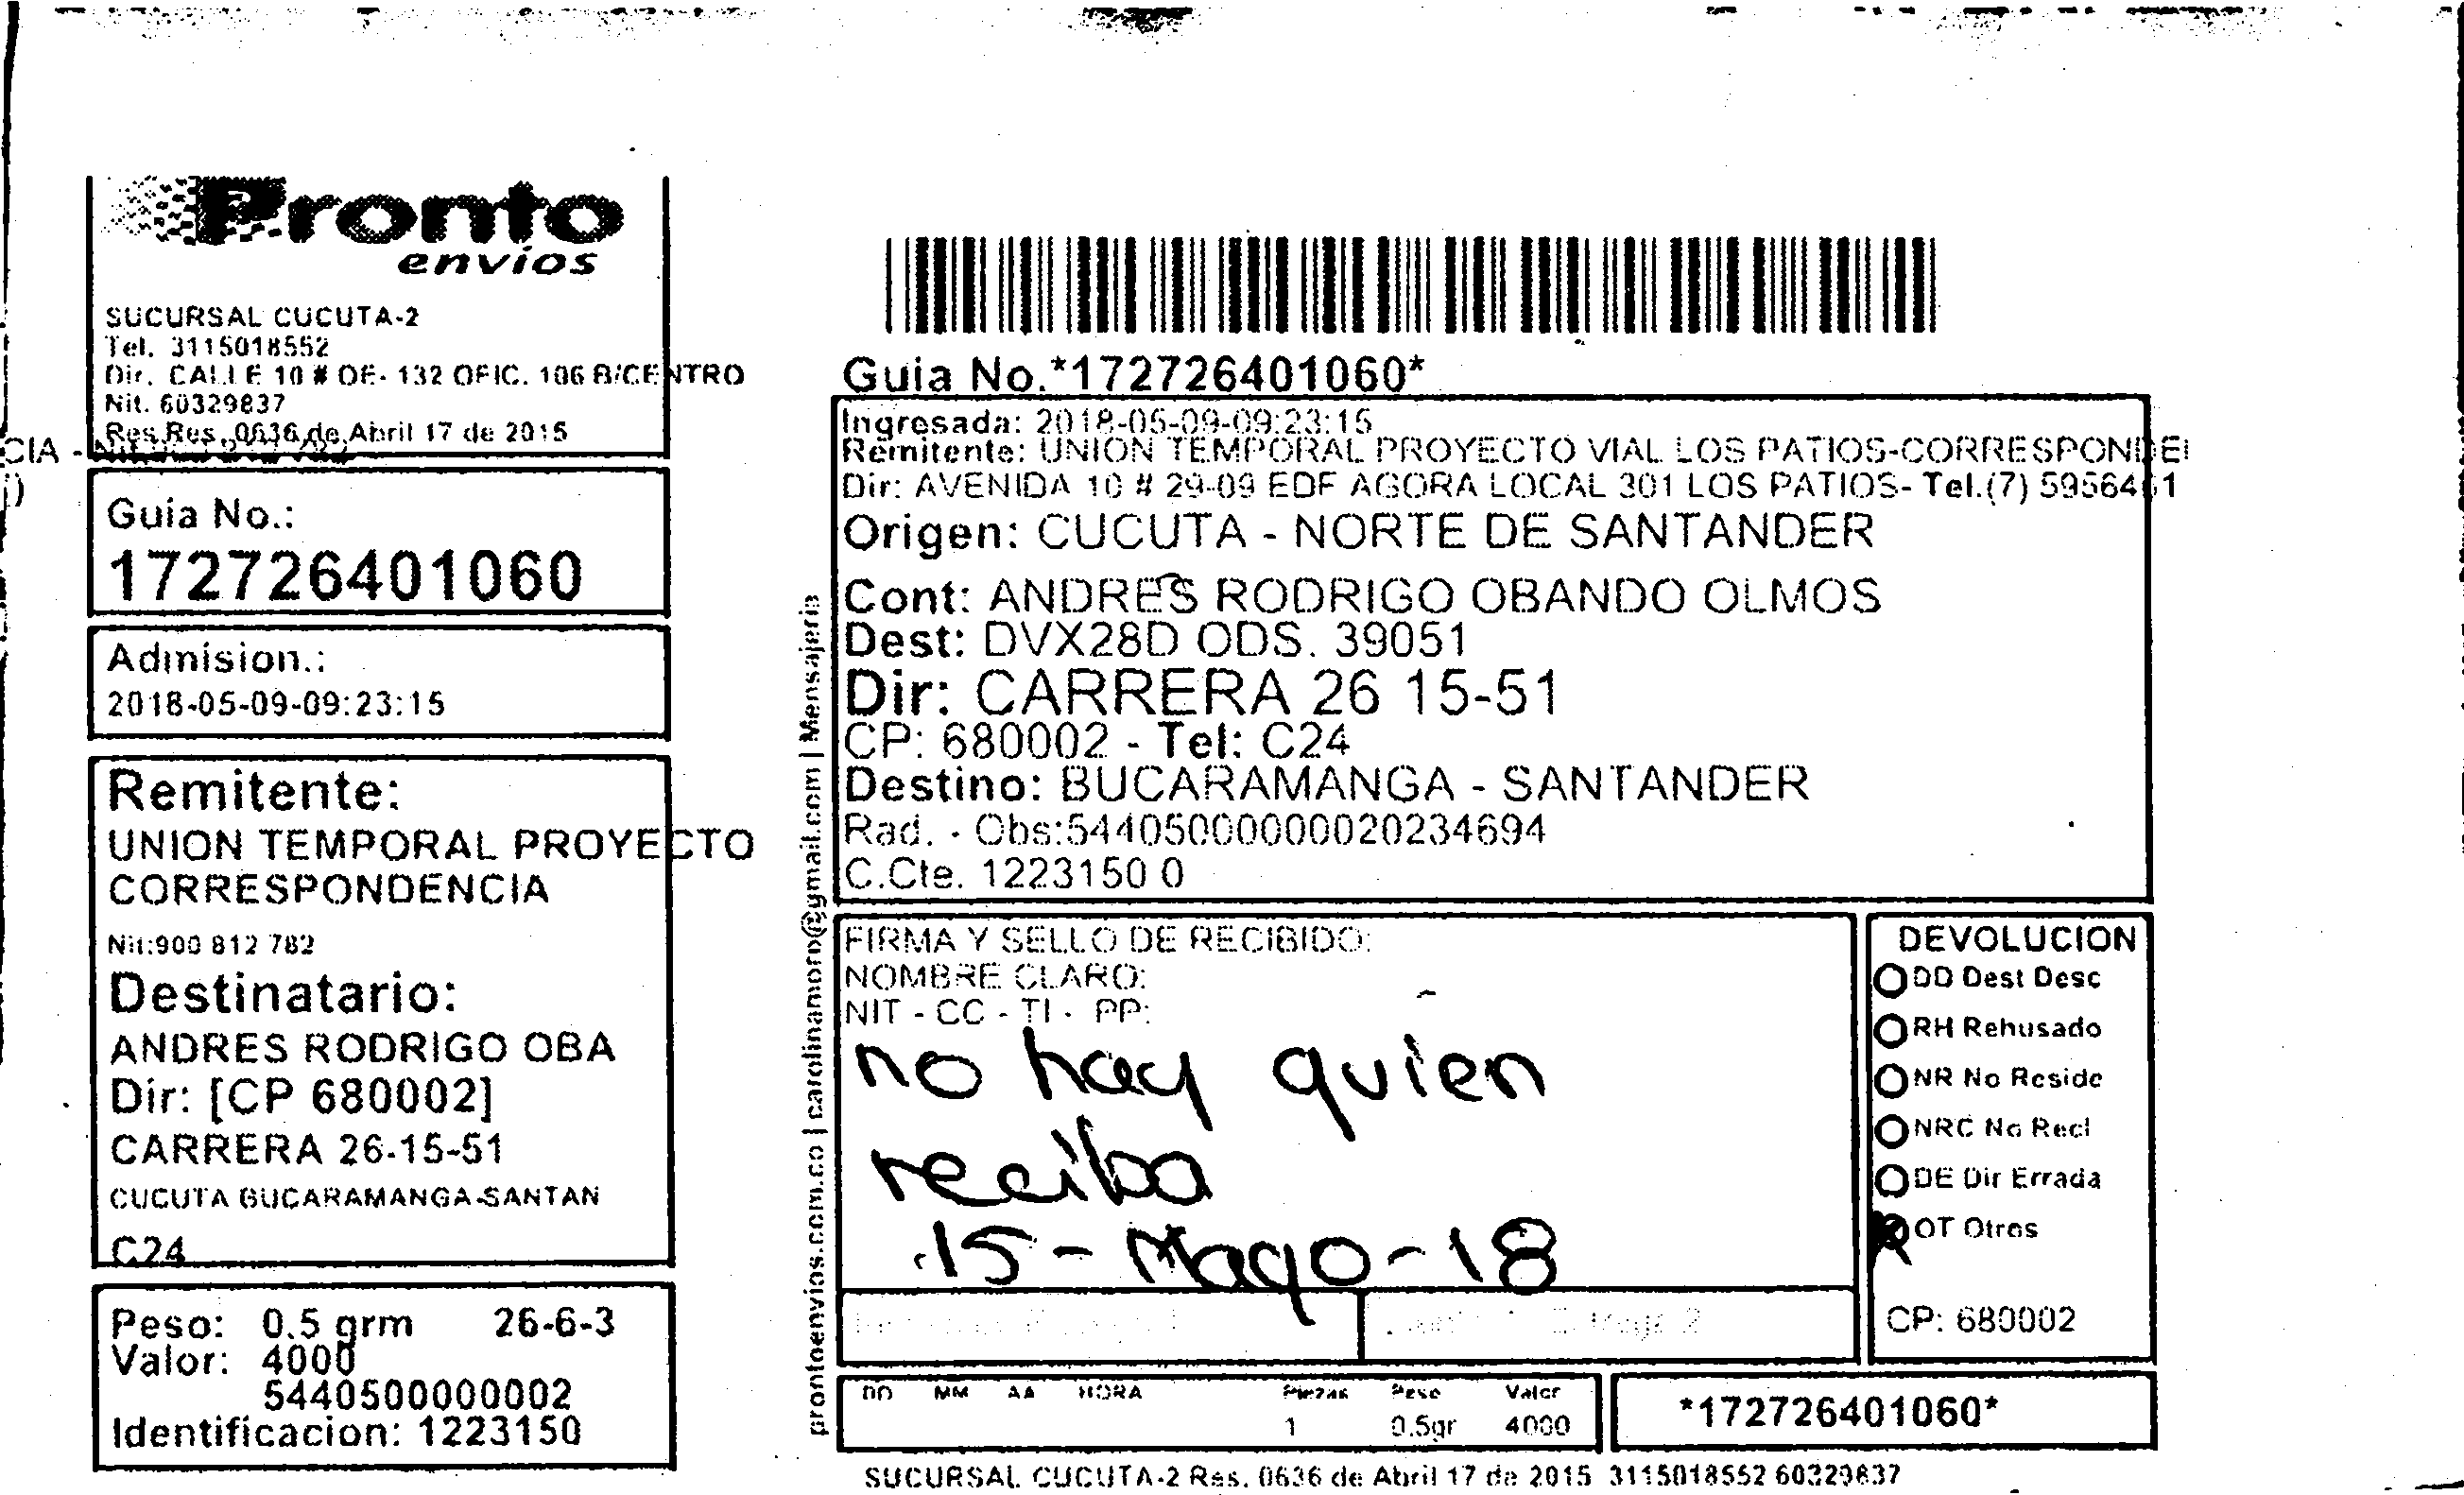 Pronto
envios
SUCURSAL CUCUTA-2
Tel. 3115018552
Dir. CALLE 10 # OE- 132 OFIC. 106 B/CENTRO
Nit. 60329837
Res.Res. 0636 de Abril 17 de 2015
CIA -
Guia No.:
172726401060
Admision.:
2018-05-09-09:23:15
Remitente:
UNION TEMPORAL PROYECTO
CORRESPONDENCIA
Nit:900 812 782
Destinatario:
ANDRES RODRIGO OBA
Dir: [CP 680002]
CARRERA 26-15-51
CUCUTA BUCARAMANGA-SANTAN
C24
Peso: 0.5 grm 26-6-3
Valor: 4000
5440500000002
Identificacion: 1223150
prontoenvios.com.co | carolinamoro@gmail.com | Mensajeria
Guia No.*172726401060*
Ingresada: 2018-05-09-09:23:15
Remitente: UNION TEMPORAL PROYECTO VIAL LOS PATIOS-CORRESPONDE
Dir: AVENIDA 10 # 29-09 EDF AGORA LOCAL 301 LOS PATIOS- Tel.(7) 5956461
Origen: CUCUTA - NORTE DE SANTANDER
Cont: ANDRES RODRIGO OBANDO OLMOS
Dest: DVX28D ODS. 39051
Dir: CARRERA 26 15-51
CP: 680002 - Tel: C24
Destino: BUCARAMANGA - SANTANDER
Rad. - Obs:54405000000020234694
C.Cte. 1223150 0
FIRMA Y SELLO DE RECIBIDO:
NOMBRE CLARO:
NIT - CC - TI - PP:
no hay quien
reciba
15-Mayo-18
DEVOLUCION
DD Dest Desc
RH Rehusado
NR No Reside
NRC No Recl
DE Dir Errada
OT Otros
CP: 680002
DD MM AA HORA Piezas Peso Valor
1 0.5gr 4000
*172726401060*
SUCURSAL CUCUTA-2 Res. 0636 de Abril 17 de 2015 3115018552 60329837